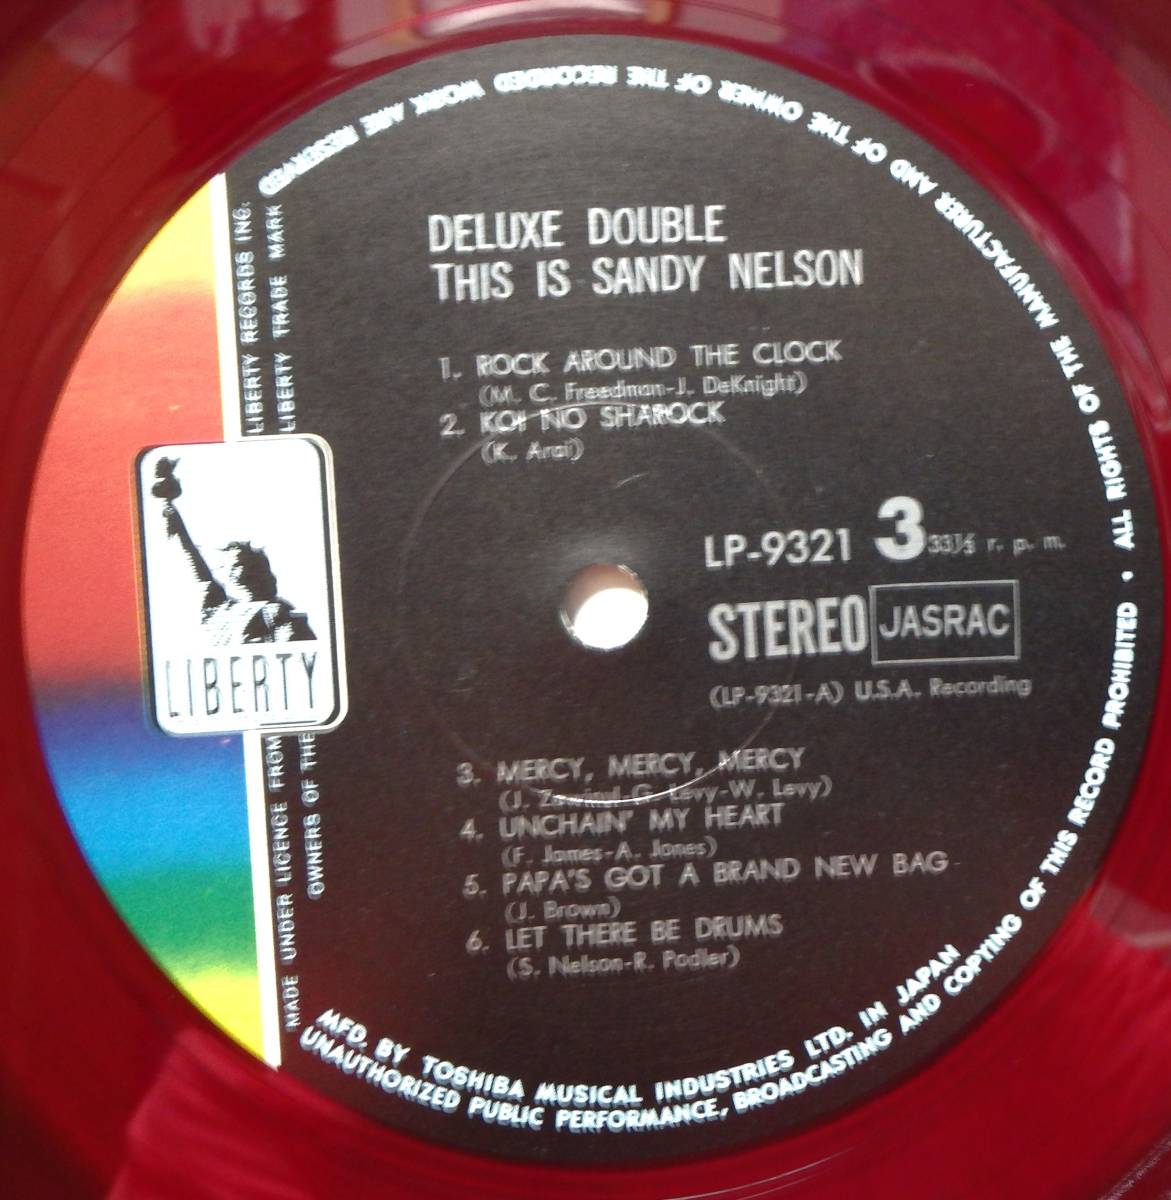 DELUXE DOUBLE
THIS IS SANDY NELSON
1. ROCK AROUND THE CLOCK
(M. C. Freedman-J. DeKnight)
2. KOI NO SHAROCK
(K. Arai)
LP-9321 3 33⅓ r. p. m.
STEREO JASRAC
(LP-9321-A) U.S.A. Recording
3. MERCY, MERCY, MERCY
(J. Zawinul-G. Levy-W. Levy)
4. UNCHAIN' MY HEART
(F. James-A. Jones)
5. PAPA'S GOT A BRAND NEW BAG
(J. Brown)
6. LET THERE BE DRUMS
(S. Nelson-R. Podler)
LIBERTY
MADE UNDER LICENCE FROM LIBERTY RECORDS INC.
OWNERS OF THE LIBERTY TRADE MARK
MFD. BY TOSHIBA MUSICAL INDUSTRIES LTD. IN JAPAN
UNAUTHORIZED PUBLIC PERFORMANCE, BROADCASTING AND COPYING OF THIS RECORD PROHIBITED • ALL RIGHTS OF THE MANUFACTURER AND OF THE OWNER OF THE RECORDED WORK ARE RESERVED